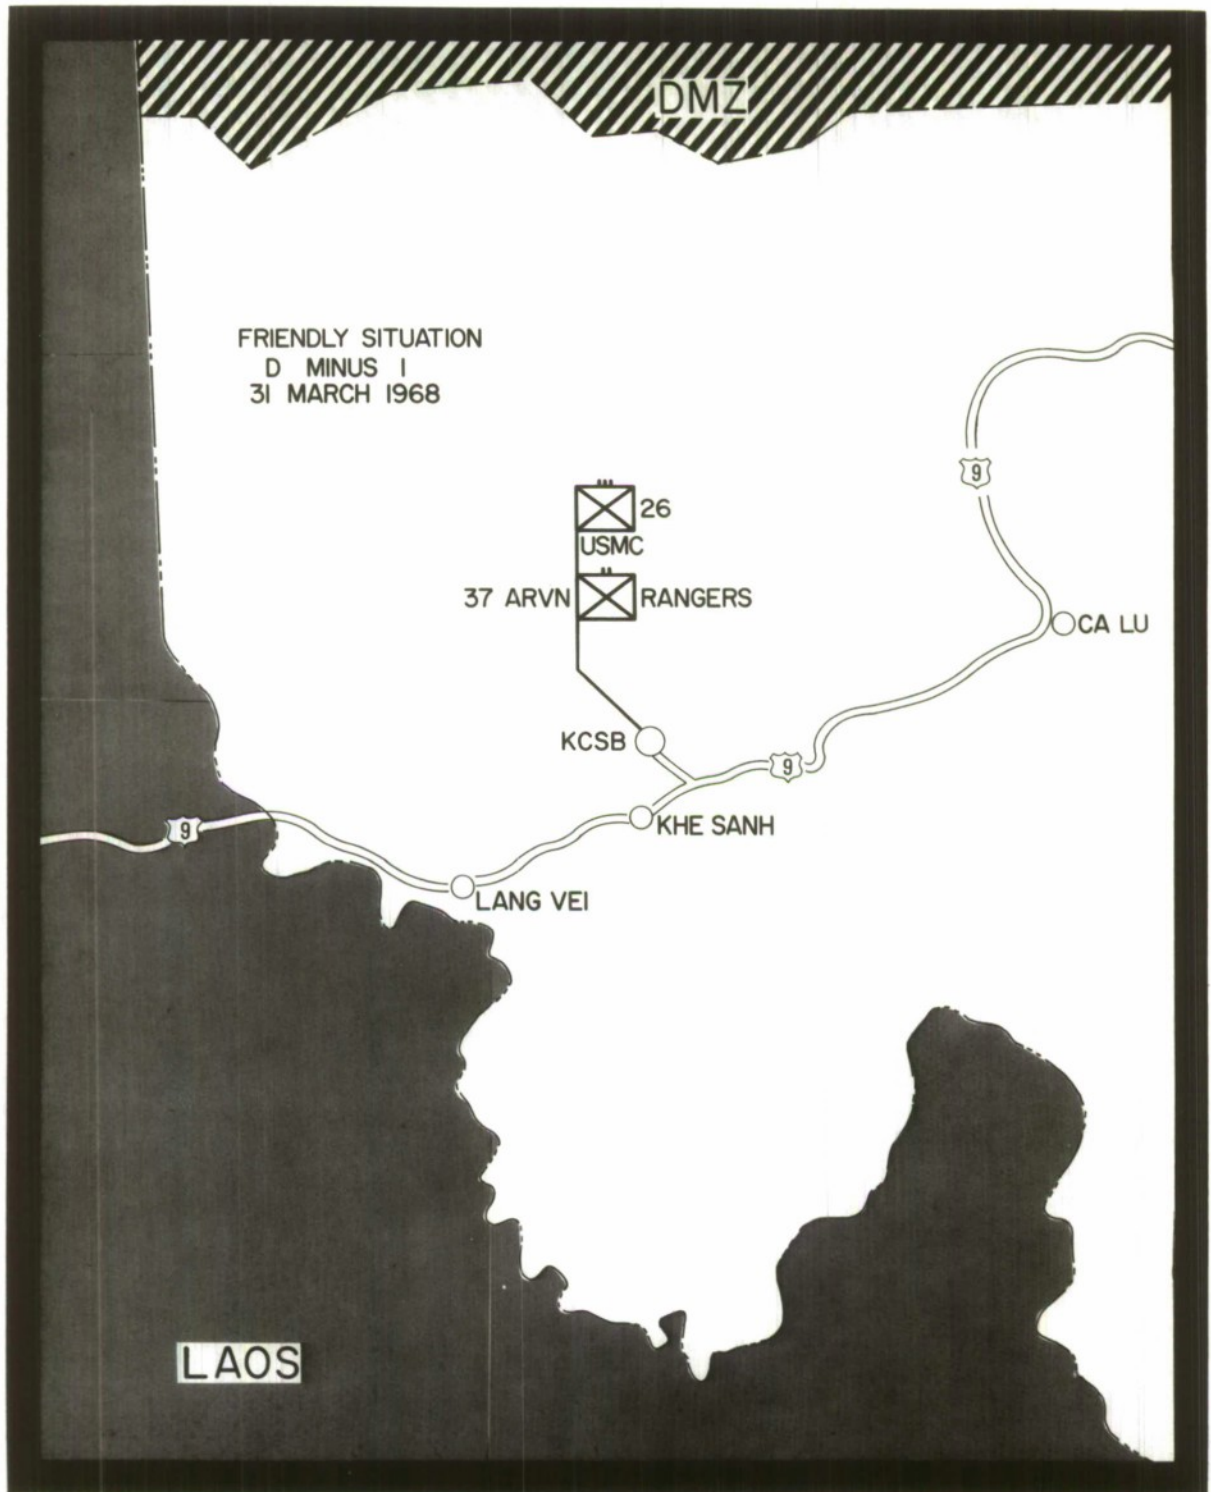 DMZ
FRIENDLY SITUATION
D MINUS 1
31 MARCH 1968
9
26
USMC
37 ARVN RANGERS
CA LU
KCSB
9
9
KHE SANH
LANG VEI
LAOS